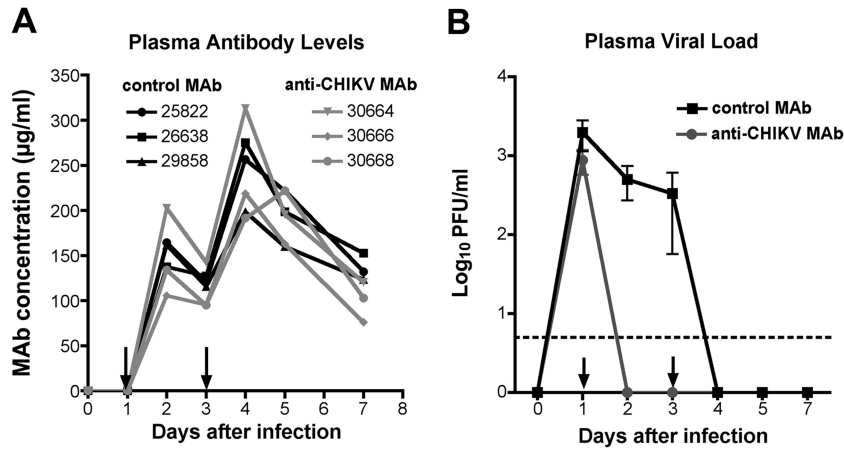 A
Plasma Antibody Levels
MAb concentration (µg/ml)
350
300
250
200
150
100
50
0
control MAb
25822
26638
29858
anti-CHIKV MAb
30664
30666
30668
0 1 2 3 4 5 6 7 8
Days after infection
B
Plasma Viral Load
Log10 PFU/ml
4
3
2
1
0
control MAb
anti-CHIKV MAb
0 1 2 3 4 5 7
Days after infection